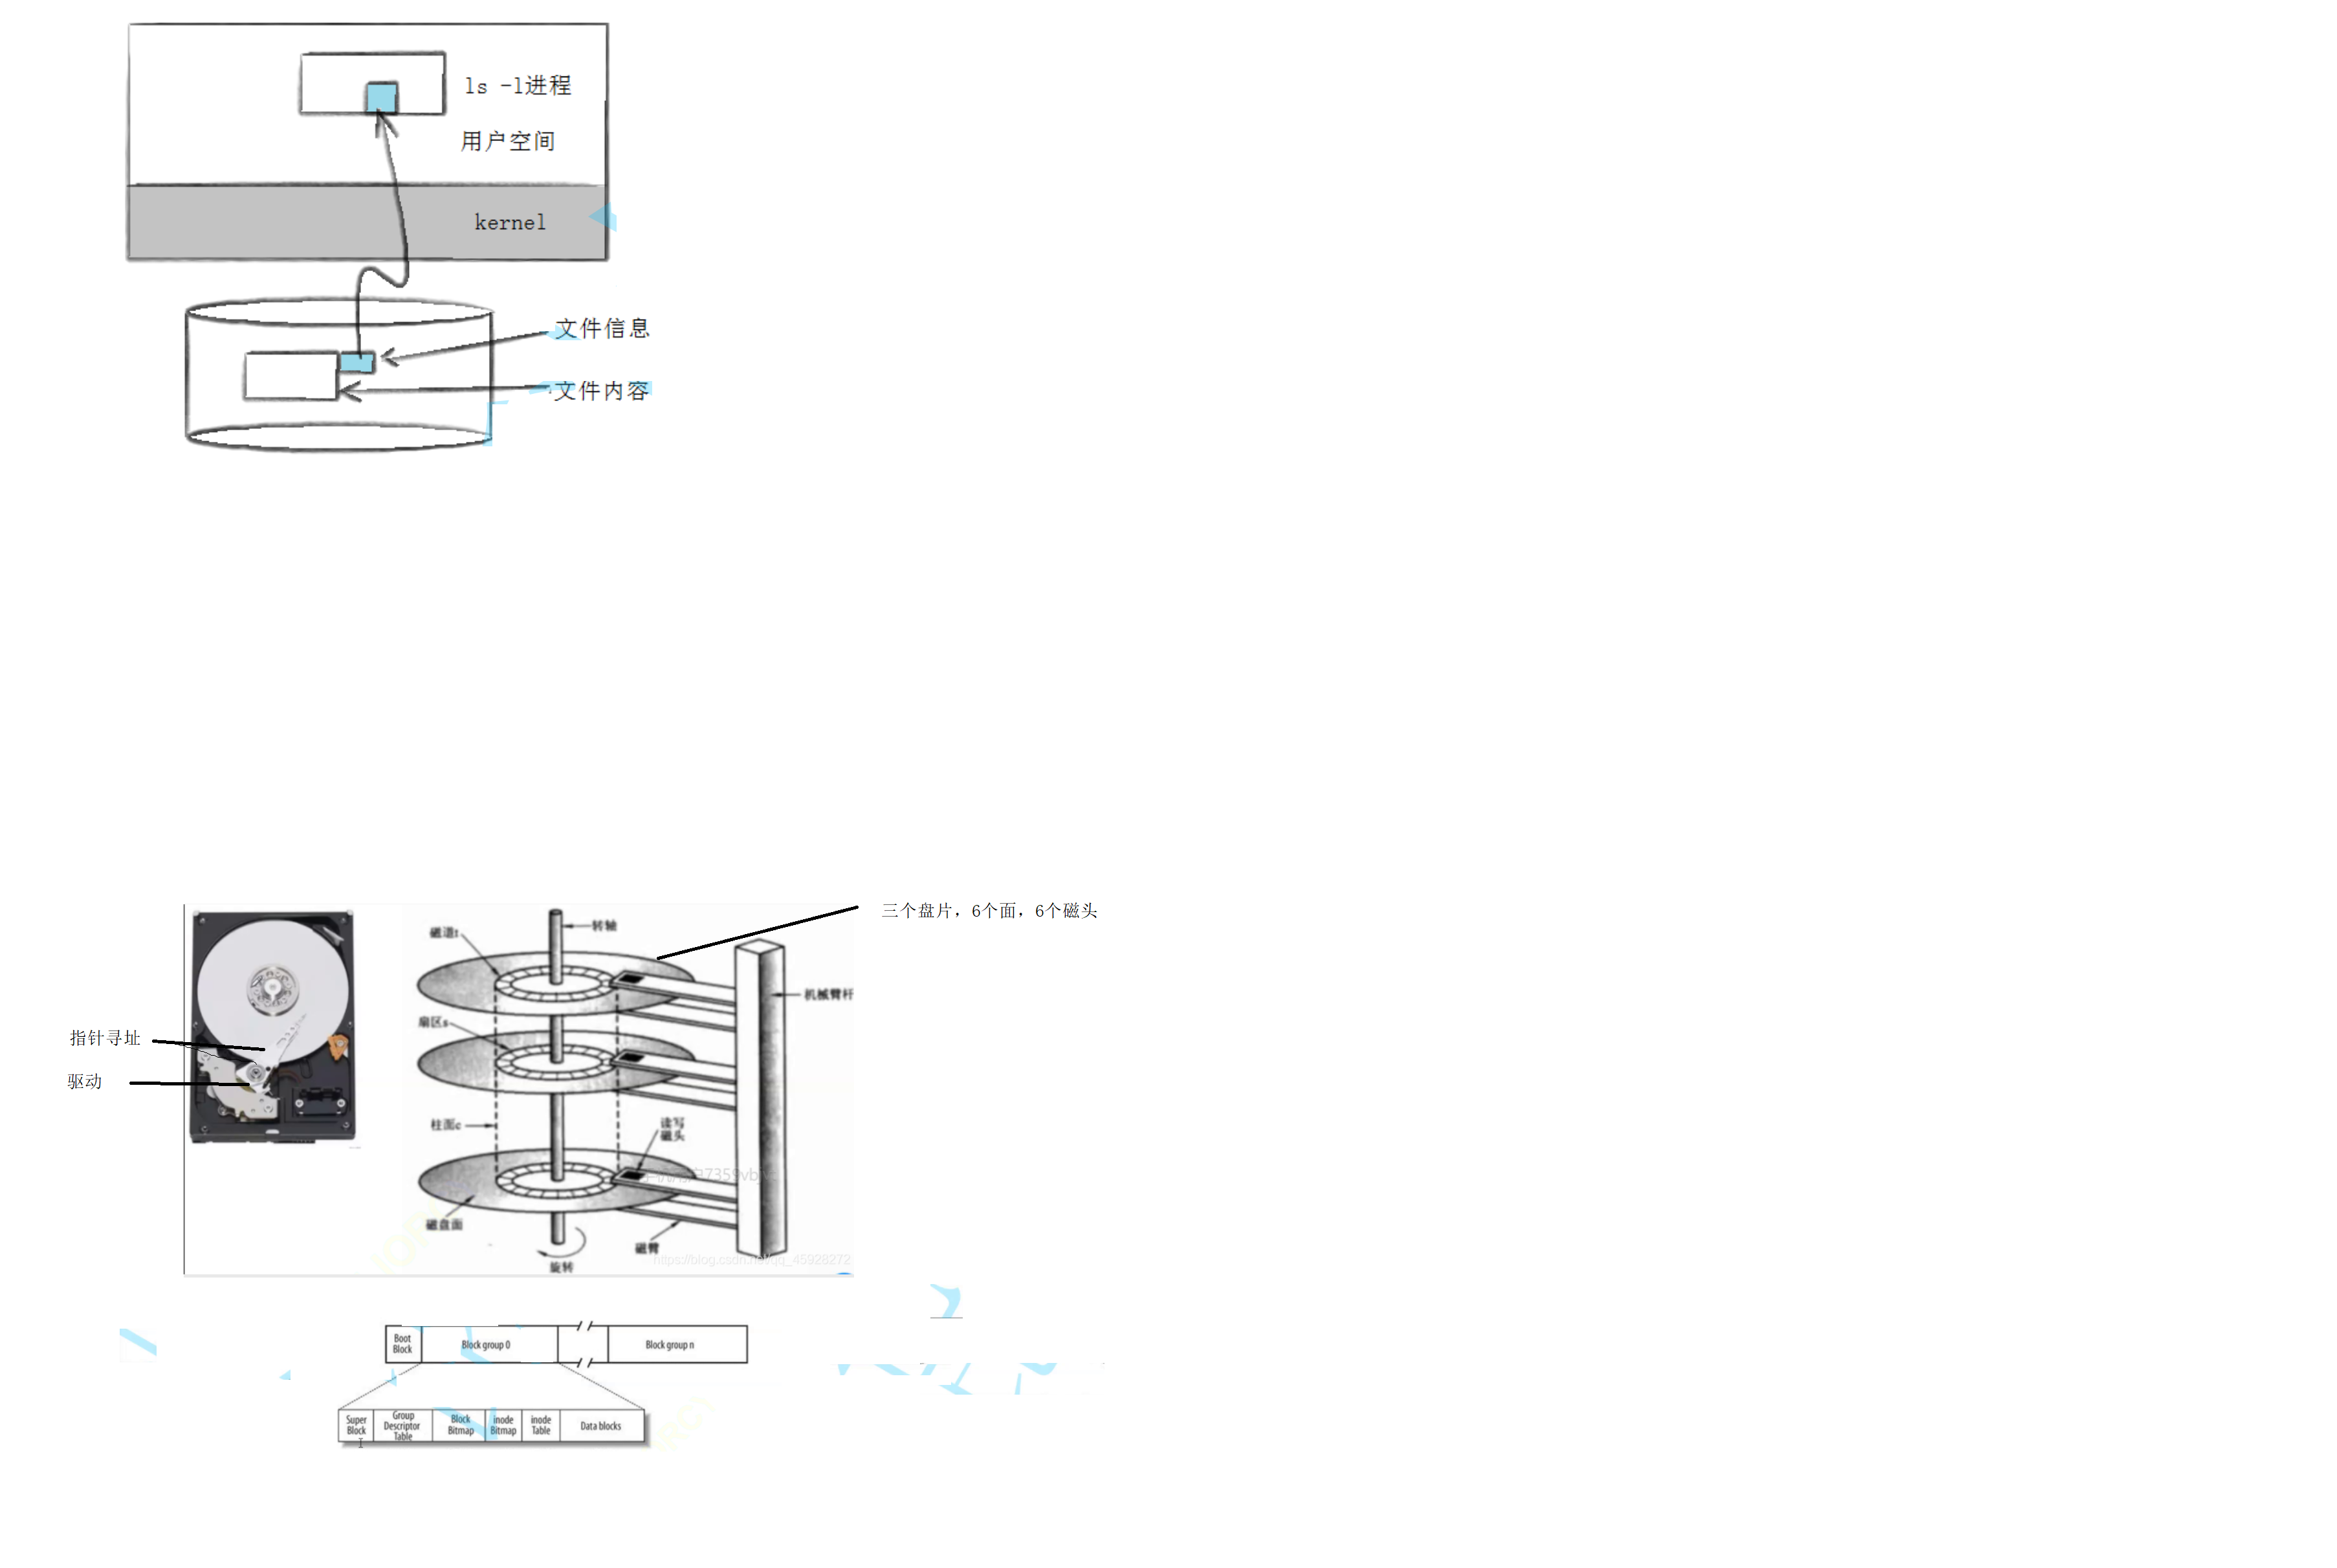 ls -l进程
用户空间
kernel
文件信息
文件内容
三个盘片，6个面，6个磁头
转轴
磁道t
机械臂杆
扇区s
指针寻址
驱动
柱面c
读写
磁头
磁盘面
磁臂
旋转
https://blog.csdn.net/qq_45928272
Boot
Block
Block group 0
Block group n
Super
Block
Group
Descriptor
Table
Block
Bitmap
inode
Bitmap
inode
Table
Data blocks